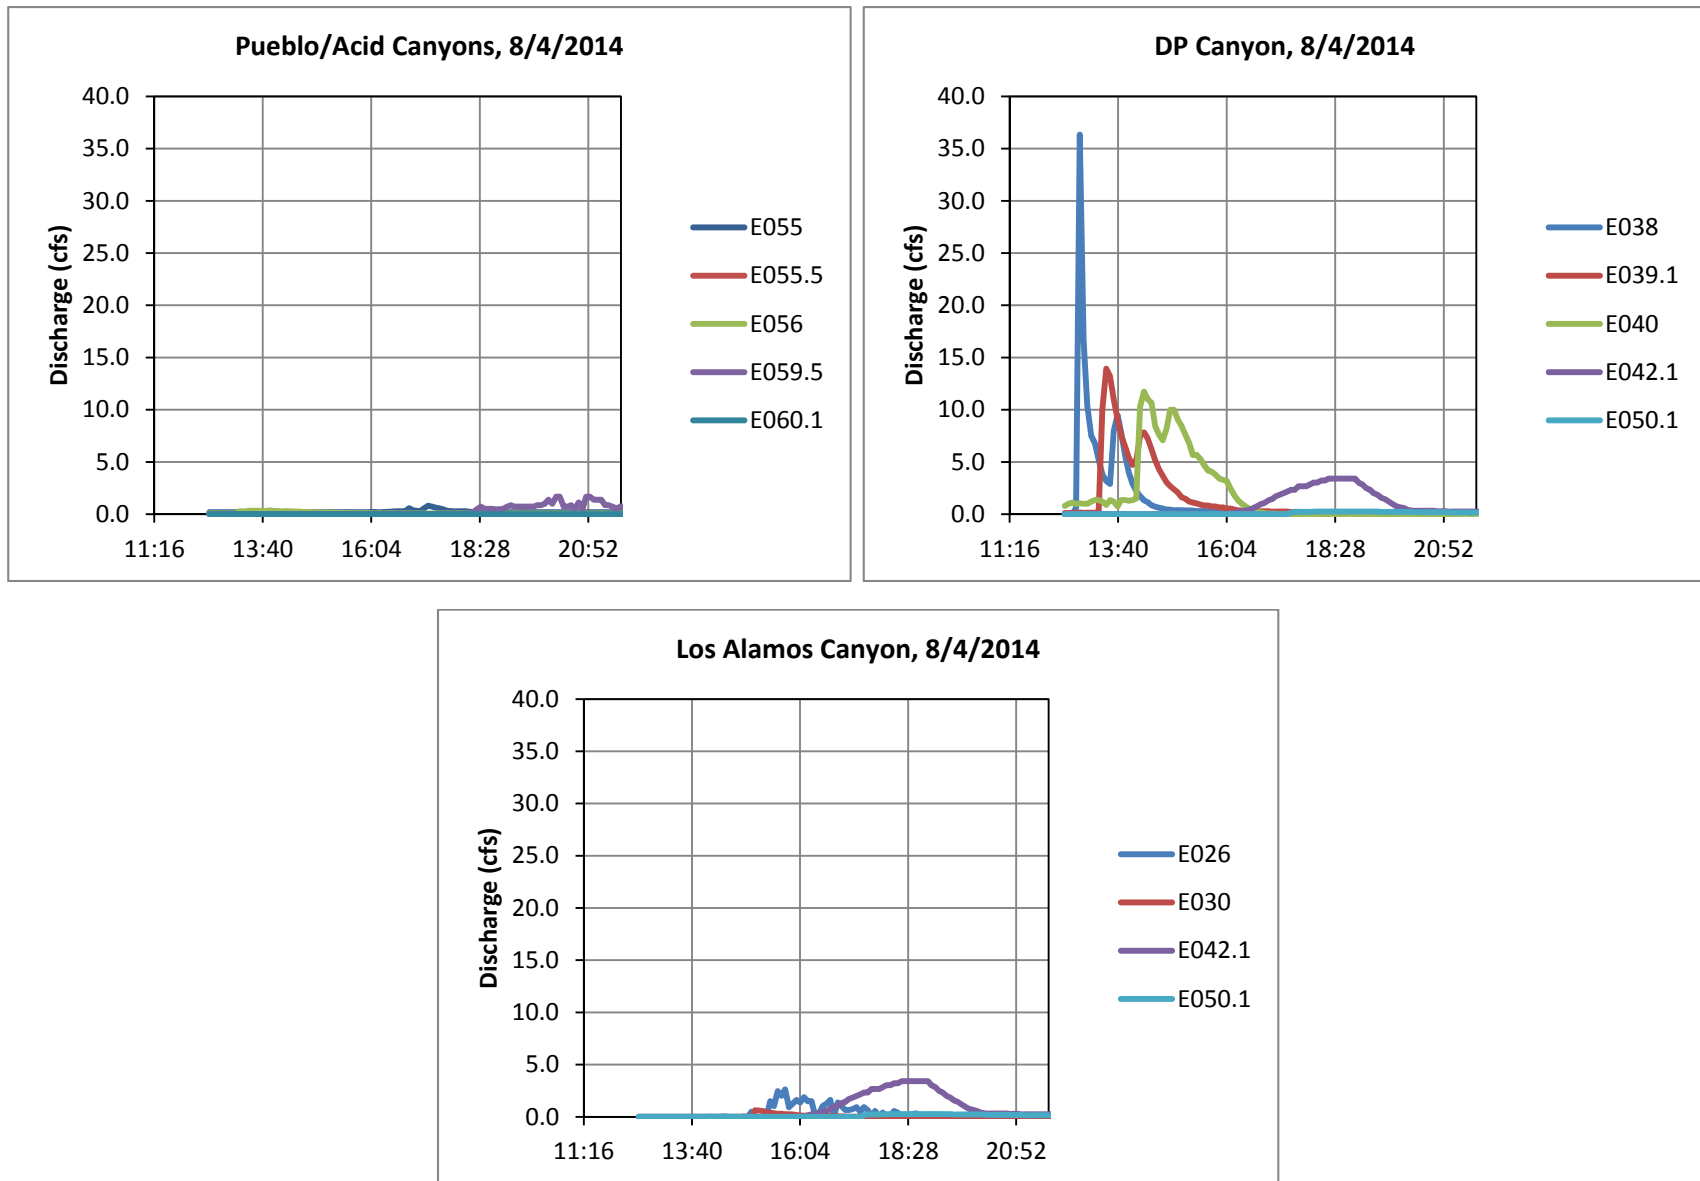 Pueblo/Acid Canyons, 8/4/2014
Discharge (cfs)
40.0
35.0
30.0
25.0
20.0
15.0
10.0
5.0
0.0
11:16 13:40 16:04 18:28 20:52
E055
E055.5
E056
E059.5
E060.1
DP Canyon, 8/4/2014
Discharge (cfs)
40.0
35.0
30.0
25.0
20.0
15.0
10.0
5.0
0.0
11:16 13:40 16:04 18:28 20:52
E038
E039.1
E040
E042.1
E050.1
Los Alamos Canyon, 8/4/2014
Discharge (cfs)
40.0
35.0
30.0
25.0
20.0
15.0
10.0
5.0
0.0
11:16 13:40 16:04 18:28 20:52
E026
E030
E042.1
E050.1